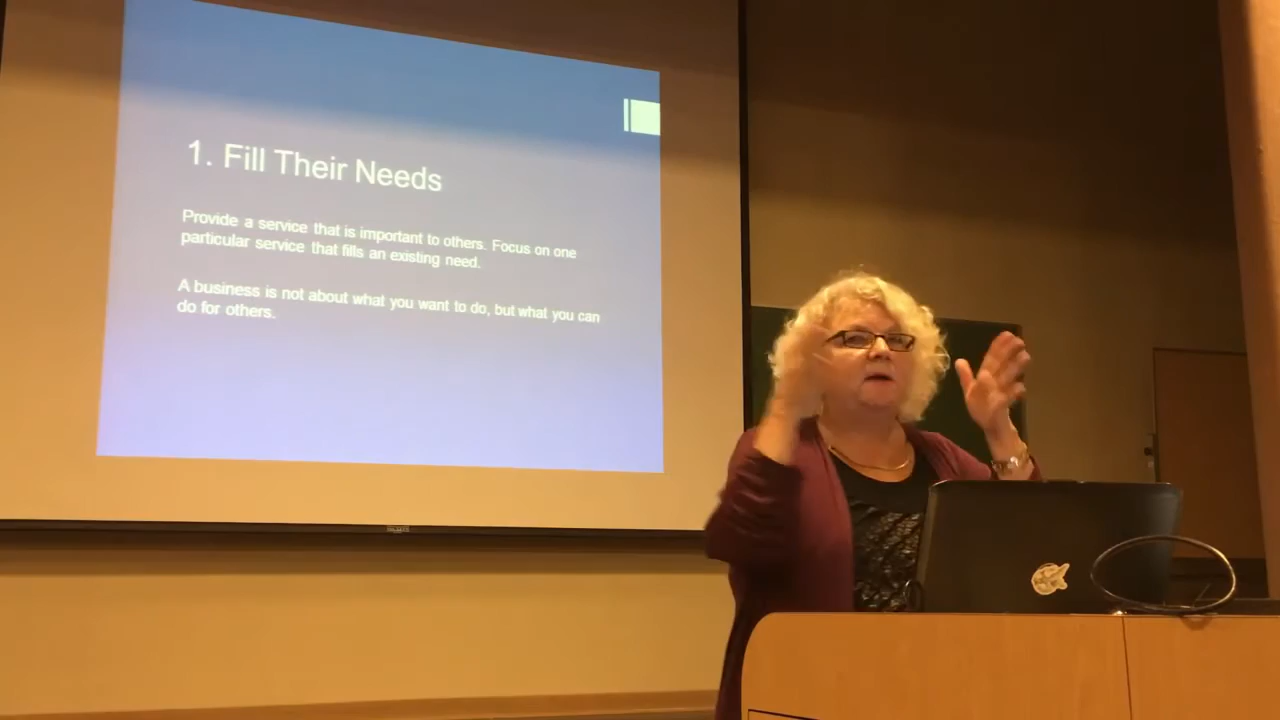 1. Fill Their Needs
Provide a service that is important to others. Focus on one
particular service that fills an existing need.
A business is not about what you want to do, but what you can
do for others.